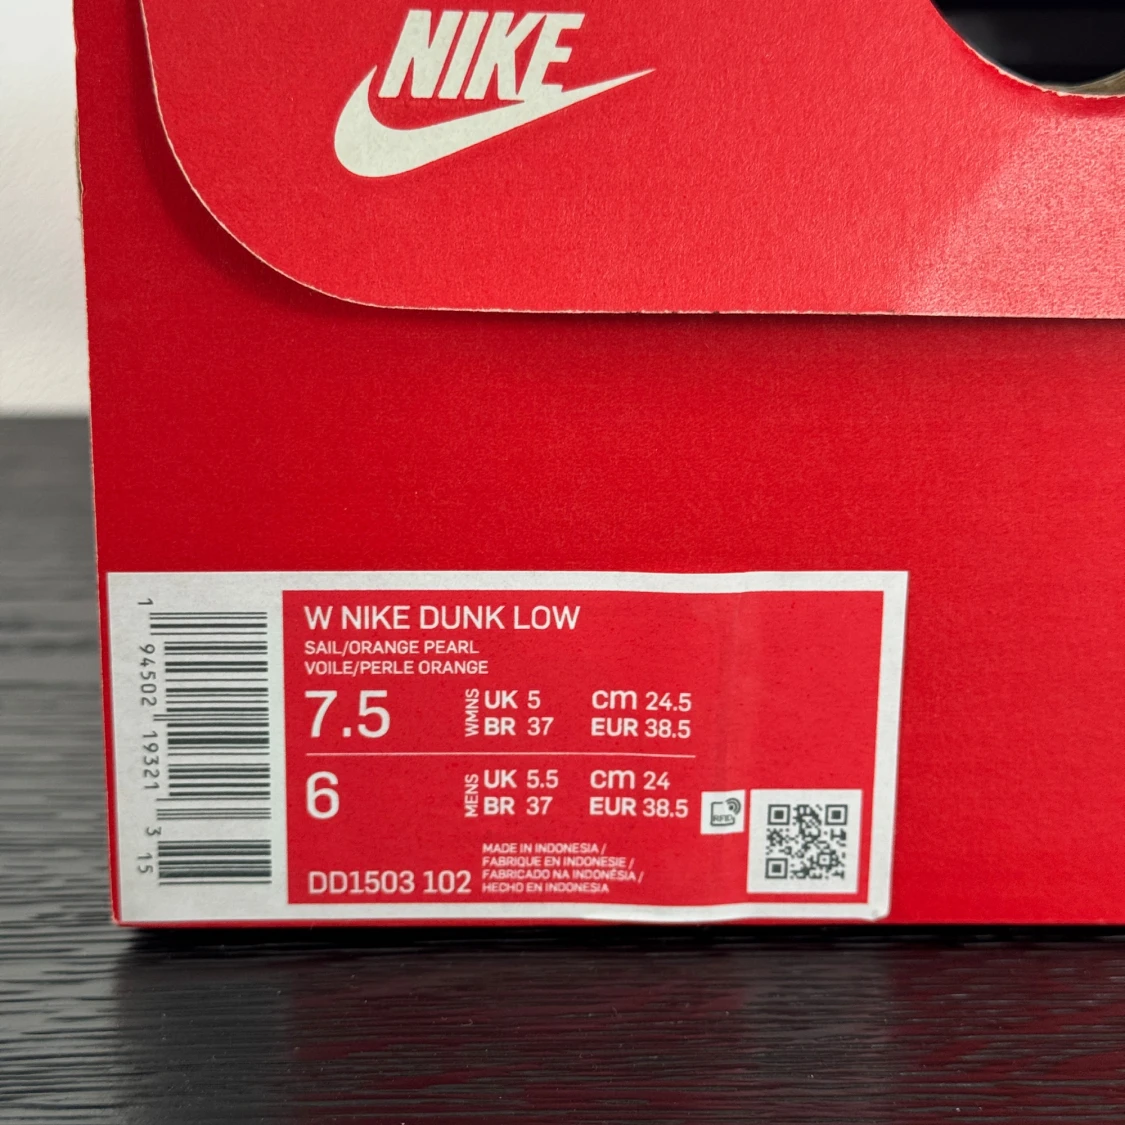 NIKE
1 94502 19321 3 15
W NIKE DUNK LOW
SAIL/ORANGE PEARL
VOILE/PERLE ORANGE
7.5 WMNS UK 5 cm 24.5
BR 37 EUR 38.5
6 MENS UK 5.5 cm 24
BR 37 EUR 38.5
RFID
MADE IN INDONESIA /
FABRIQUE EN INDONESIE /
FABRICADO NA INDONÉSIA /
HECHO EN INDONESIA
DD1503 102